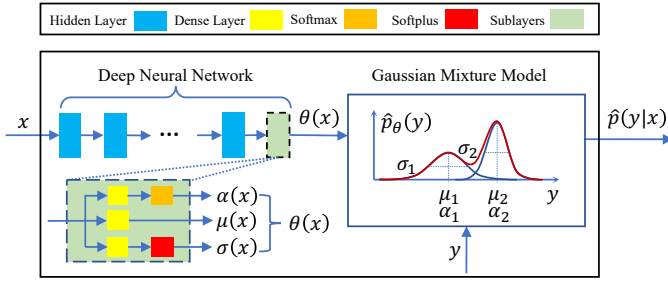 Hidden Layer Dense Layer Softmax Softplus Sublayers
Deep Neural Network
Gaussian Mixture Model
x
...
θ(x)
p̂(y|x)
p̂_θ(y)
σ₁
σ₂
μ₁ μ₂ y
α₁ α₂
α(x)
μ(x)
σ(x)
θ(x)
y